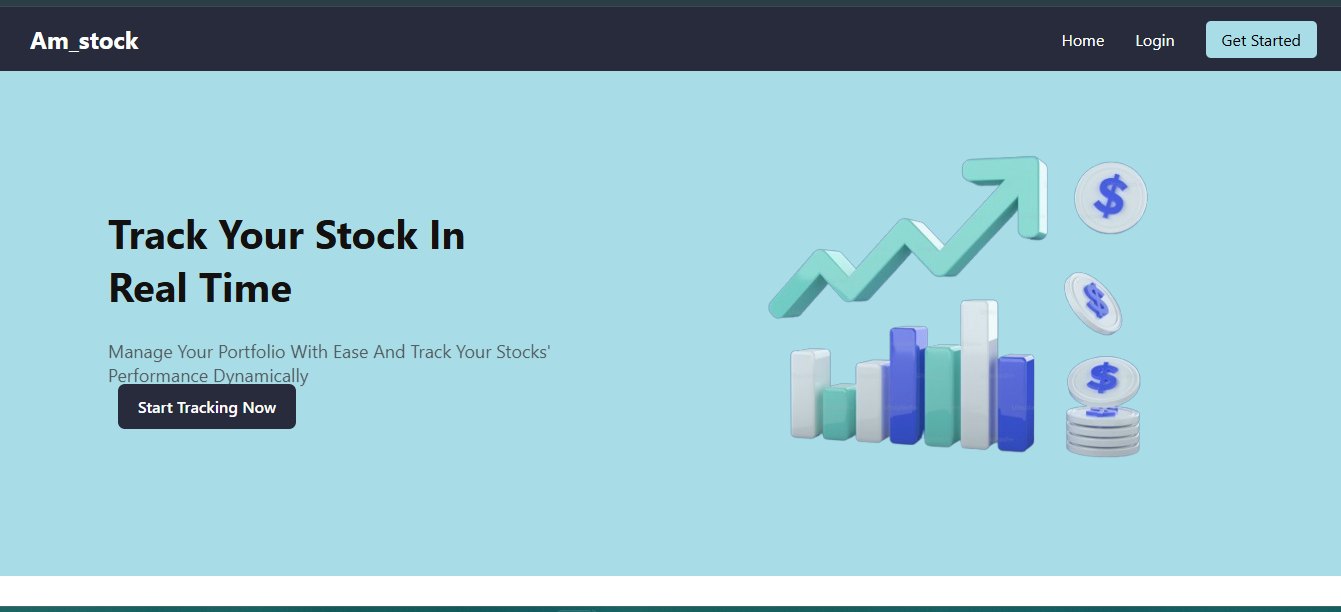 Am_stock
Home
Login
Get Started
Track Your Stock In
Real Time
Manage Your Portfolio With Ease And Track Your Stocks'
Performance Dynamically
Start Tracking Now
$
$
$